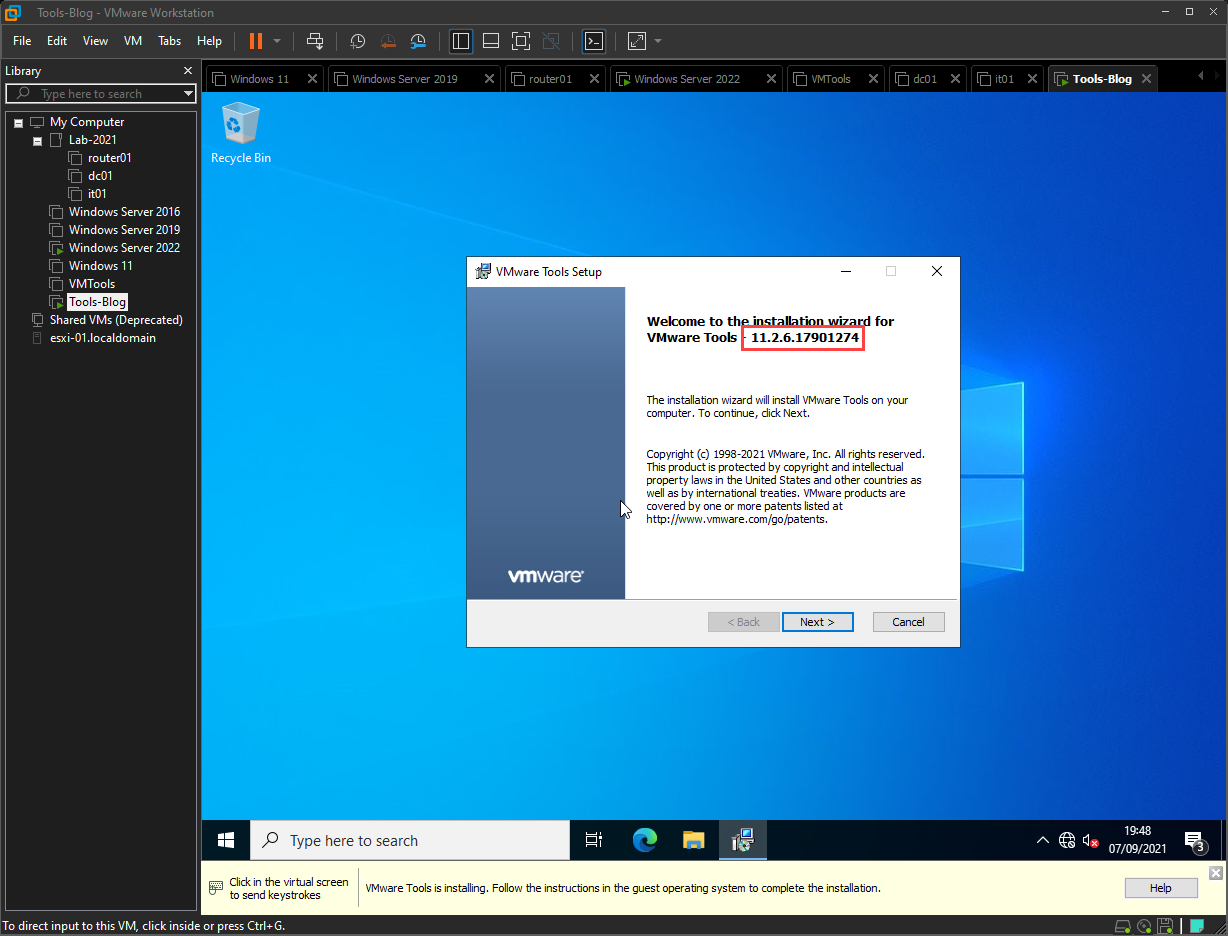 Tools-Blog - VMware Workstation
File Edit View VM Tabs Help
Library
Type here to search
My Computer
Lab-2021
router01
dc01
it01
Windows Server 2016
Windows Server 2019
Windows Server 2022
Windows 11
VMTools
Tools-Blog
Shared VMs (Deprecated)
esxi-01.localdomain
Windows 11 Windows Server 2019 router01 Windows Server 2022 VMTools dc01 it01 Tools-Blog
Recycle Bin
VMware Tools Setup
Welcome to the installation wizard for
VMware Tools - 11.2.6.17901274
The installation wizard will install VMware Tools on your
computer. To continue, click Next.
Copyright (c) 1998-2021 VMware, Inc. All rights reserved.
This product is protected by copyright and intellectual
property laws in the United States and other countries as
well as by international treaties. VMware products are
covered by one or more patents listed at
http://www.vmware.com/go/patents.
vmware®
< Back Next > Cancel
Type here to search
19:48
07/09/2021
3
Click in the virtual screen
to send keystrokes
VMware Tools is installing. Follow the instructions in the guest operating system to complete the installation.
Help
To direct input to this VM, click inside or press Ctrl+G.